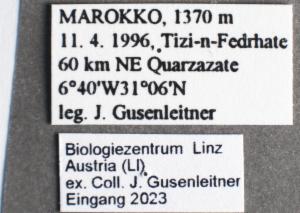 MAROKKO, 1370 m
11. 4. 1996, Tizi-n-Fedrhate
60 km NE Quarzazate
6°40'W31°06'N
leg. J. Gusenleitner
Biologiezentrum Linz
Austria (LI)
ex. Coll. J. Gusenleitner
Eingang 2023